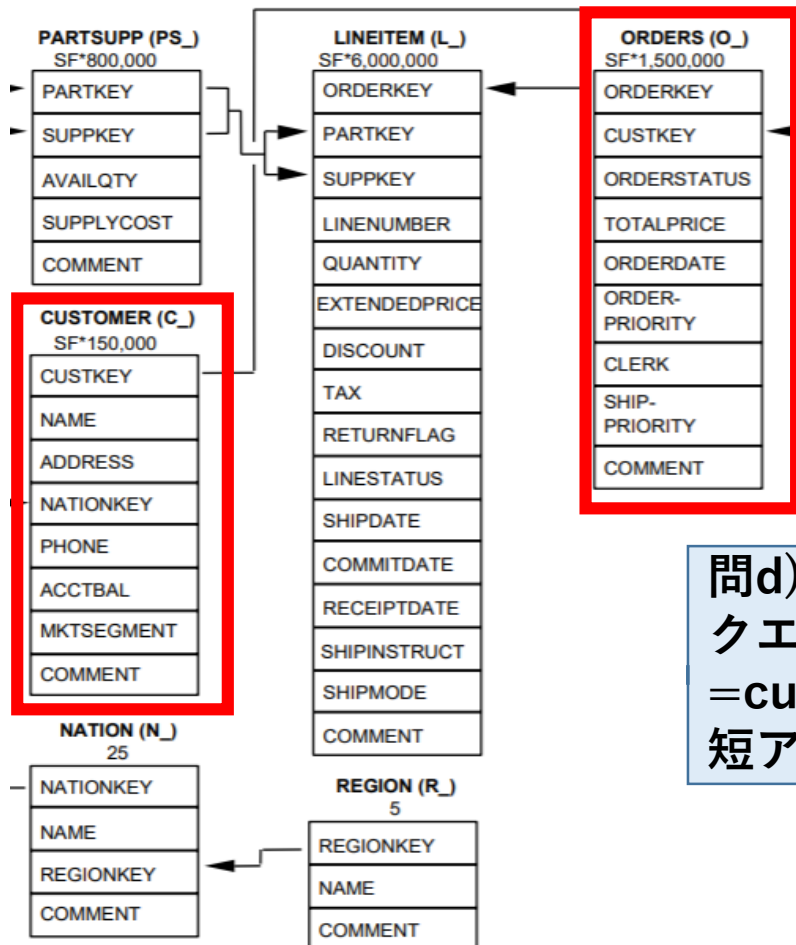 PARTSUPP (PS_)
SF*800,000
PARTKEY
SUPPKEY
AVAILQTY
SUPPLYCOST
COMMENT
CUSTOMER (C_)
SF*150,000
CUSTKEY
NAME
ADDRESS
NATIONKEY
PHONE
ACCTBAL
MKTSEGMENT
COMMENT
NATION (N_)
25
NATIONKEY
NAME
REGIONKEY
COMMENT
LINEITEM (L_)
SF*6,000,000
ORDERKEY
PARTKEY
SUPPKEY
LINENUMBER
QUANTITY
EXTENDEDPRICE
DISCOUNT
TAX
RETURNFLAG
LINESTATUS
SHIPDATE
COMMITDATE
RECEIPTDATE
SHIPINSTRUCT
SHIPMODE
COMMENT
REGION (R_)
5
REGIONKEY
NAME
COMMENT
ORDERS (O_)
SF*1,500,000
ORDERKEY
CUSTKEY
ORDERSTATUS
TOTALPRICE
ORDERDATE
ORDER-
PRIORITY
CLERK
SHIP-
PRIORITY
COMMENT
問d)
クエ
=cu
短ア